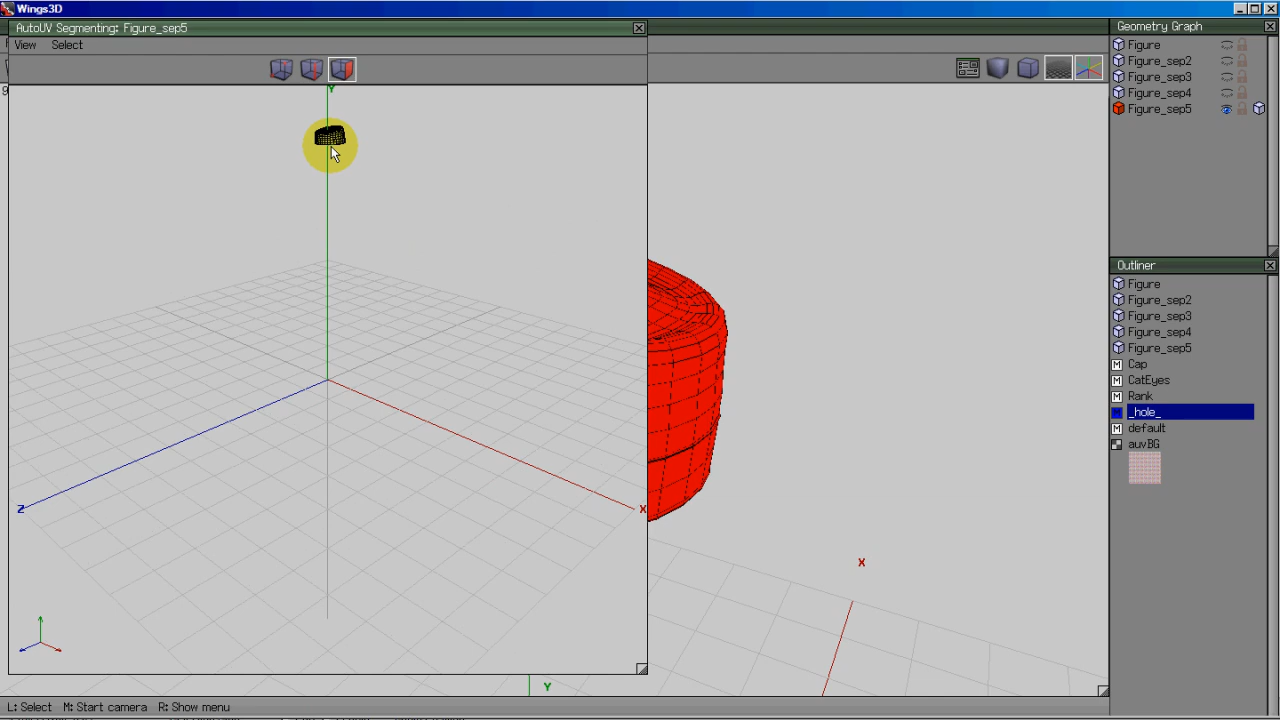 Wings3D
AutoUV Segmenting: Figure_sep5
View Select
Y
Z
X
X
Y
L: Select M: Start camera R: Show menu
Geometry Graph
Figure
Figure_sep2
Figure_sep3
Figure_sep4
Figure_sep5
Outliner
Figure
Figure_sep2
Figure_sep3
Figure_sep4
Figure_sep5
M Cap
M CatEyes
M Rank
M _hole_
M default
auvBG